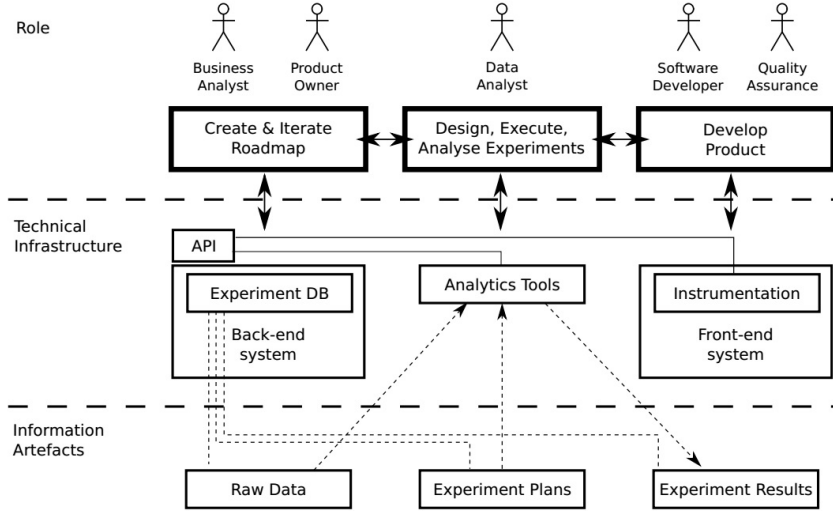 Role
Business
Analyst
Product
Owner
Data
Analyst
Software
Developer
Quality
Assurance
Create & Iterate
Roadmap
Design, Execute,
Analyse Experiments
Develop
Product
Technical
Infrastructure
API
Experiment DB
Back-end
system
Analytics Tools
Instrumentation
Front-end
system
Information
Artefacts
Raw Data
Experiment Plans
Experiment Results